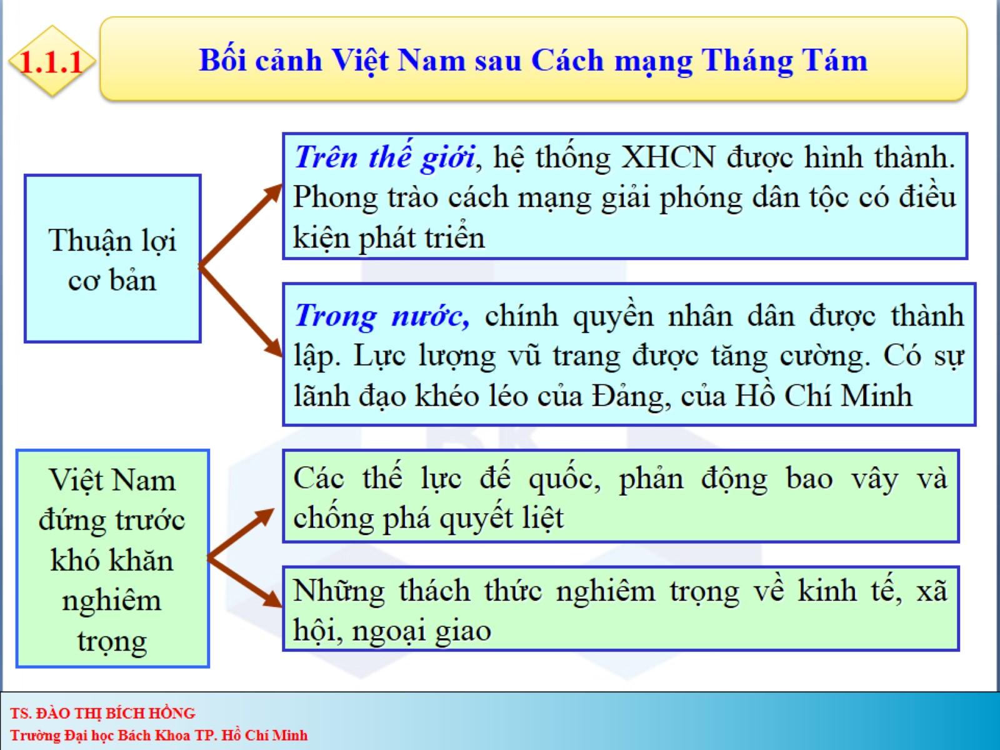 1.1.1
Bối cảnh Việt Nam sau Cách mạng Tháng Tám
Thuận lợi
cơ bản
Trên thế giới, hệ thống XHCN được hình thành.
Phong trào cách mạng giải phóng dân tộc có điều
kiện phát triển
Trong nước, chính quyền nhân dân được thành
lập. Lực lượng vũ trang được tăng cường. Có sự
lãnh đạo khéo léo của Đảng, của Hồ Chí Minh
Việt Nam
đứng trước
khó khăn
nghiêm
trọng
Các thế lực đế quốc, phản động bao vây và
chống phá quyết liệt
Những thách thức nghiêm trọng về kinh tế, xã
hội, ngoại giao
BK
TS. ĐÀO THỊ BÍCH HỒNG
Trường Đại học Bách Khoa TP. Hồ Chí Minh